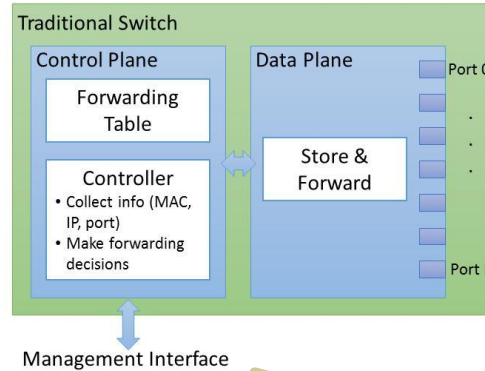 Traditional Switch
Control Plane
Forwarding
Table
Controller
• Collect info (MAC,
IP, port)
• Make forwarding
decisions
Data Plane
Store &
Forward
Port 0
.
.
.
Port
Management Interface